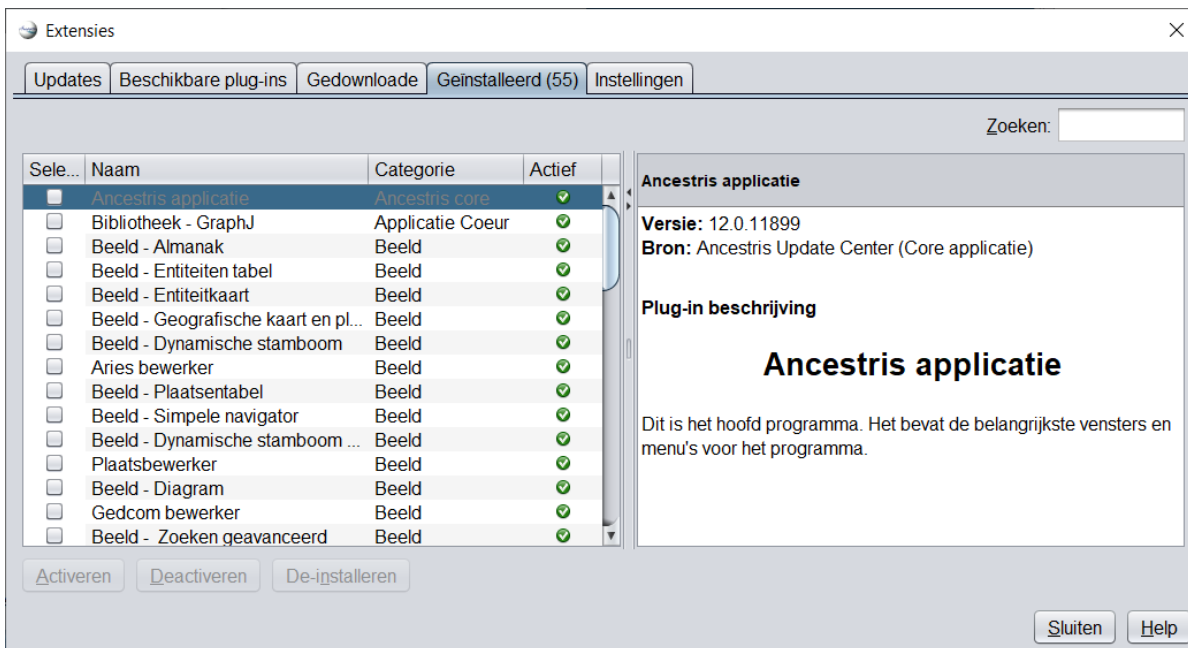 Extensies
Updates Beschikbare plug-ins Gedownloade Geïnstalleerd (55) Instellingen
Zoeken:
Sele... Naam Categorie Actief
Ancestris applicatie Ancestris core
Bibliotheek - GraphJ Applicatie Coeur
Beeld - Almanak Beeld
Beeld - Entiteiten tabel Beeld
Beeld - Entiteitkaart Beeld
Beeld - Geografische kaart en pl... Beeld
Beeld - Dynamische stamboom Beeld
Aries bewerker Beeld
Beeld - Plaatsentabel Beeld
Beeld - Simpele navigator Beeld
Beeld - Dynamische stamboom ... Beeld
Plaatsbewerker Beeld
Beeld - Diagram Beeld
Gedcom bewerker Beeld
Beeld -  Zoeken geavanceerd Beeld
Ancestris applicatie
Versie: 12.0.11899
Bron: Ancestris Update Center (Core applicatie)
Plug-in beschrijving
Ancestris applicatie
Dit is het hoofd programma. Het bevat de belangrijkste vensters en
menu's voor het programma.
Activeren Deactiveren De-installeren
Sluiten Help